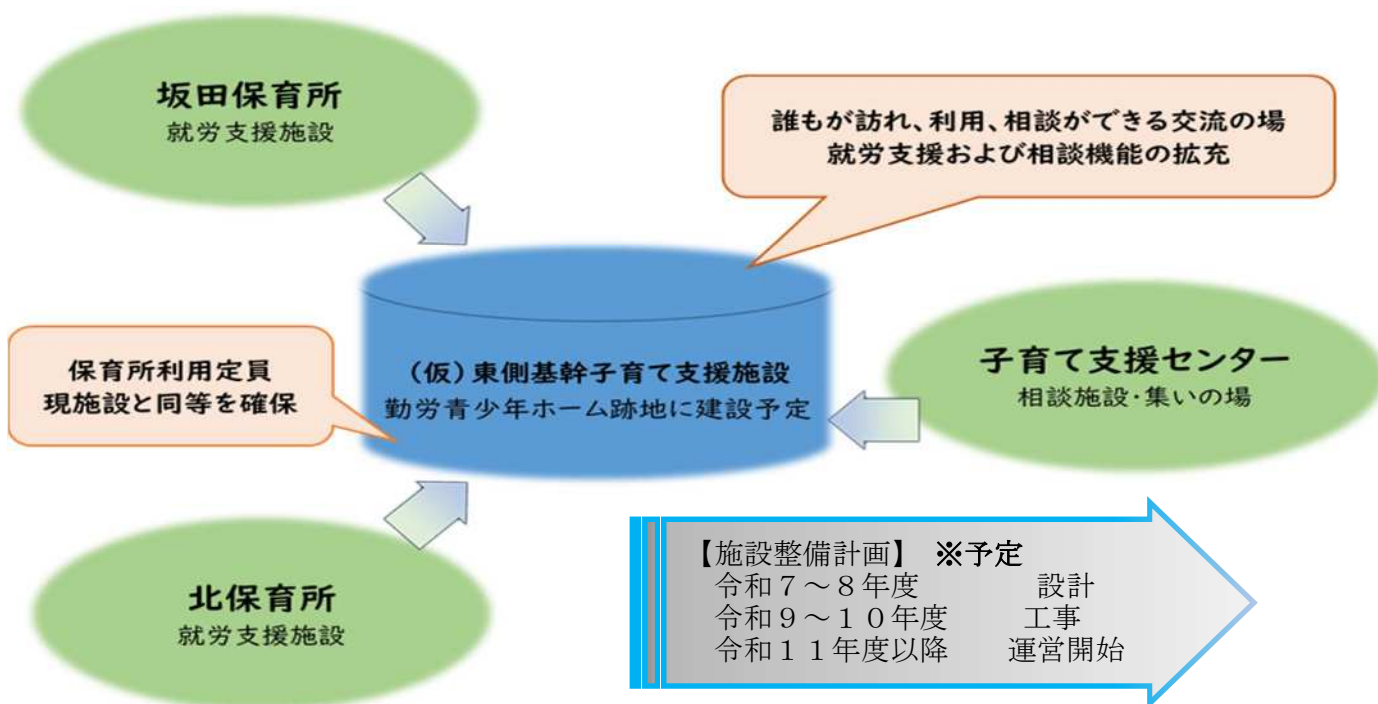 坂田保育所
就労支援施設
誰もが訪れ、利用、相談ができる交流の場
就労支援および相談機能の拡充
保育所利用定員
現施設と同等を確保
(仮)東側基幹子育て支援施設
勤労青少年ホーム跡地に建設予定
子育て支援センター
相談施設・集いの場
北保育所
就労支援施設
【施設整備計画】 ※予定
令和7~8年度 設計
令和9~10年度 工事
令和11年度以降 運営開始